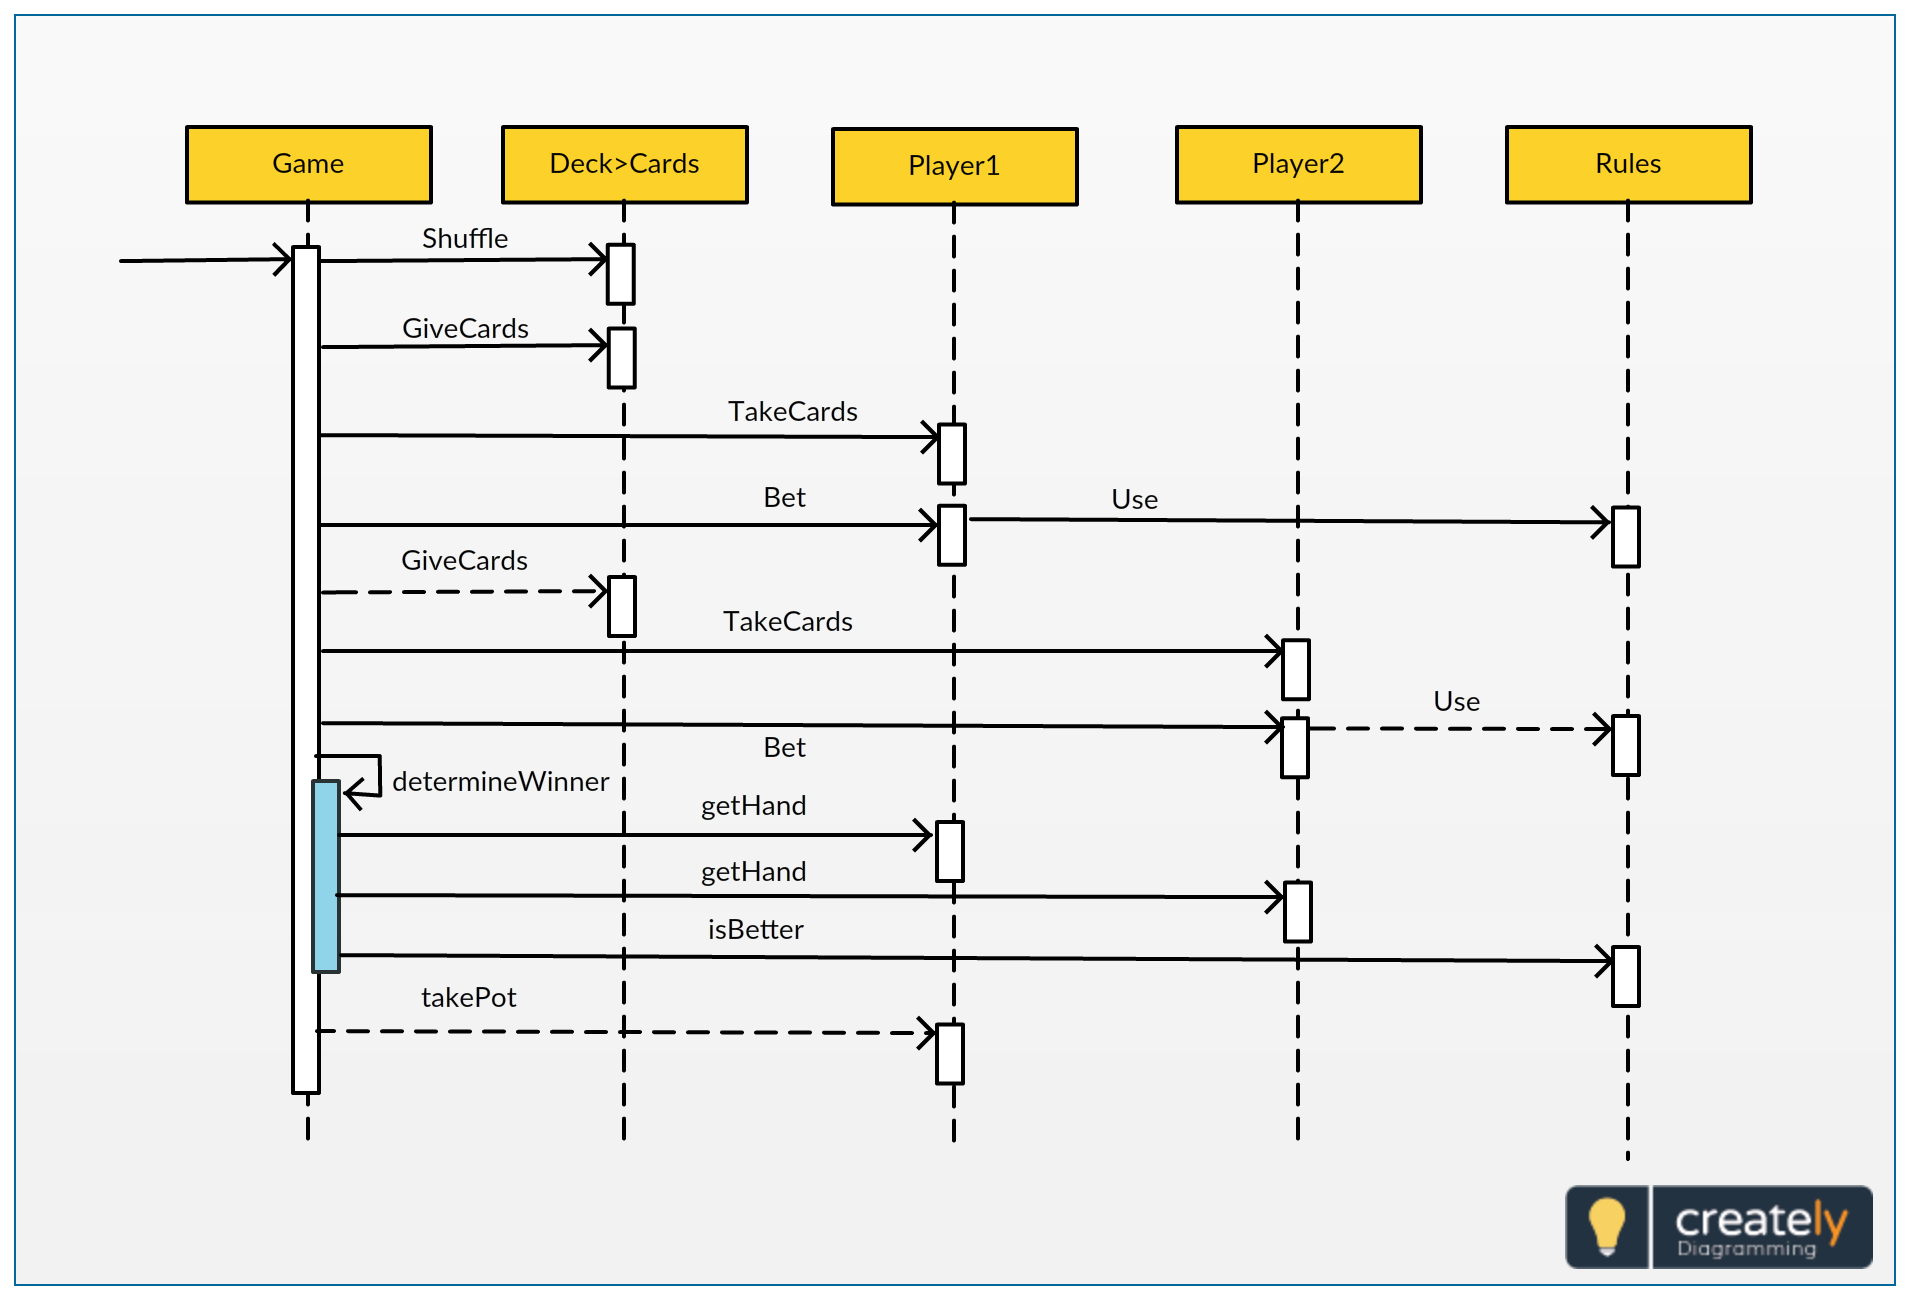 Game
Deck>Cards
Player1
Player2
Rules
Shuffle
GiveCards
TakeCards
Bet
Use
GiveCards
TakeCards
Use
Bet
determineWinner
getHand
getHand
isBetter
takePot
creately
Diagramming